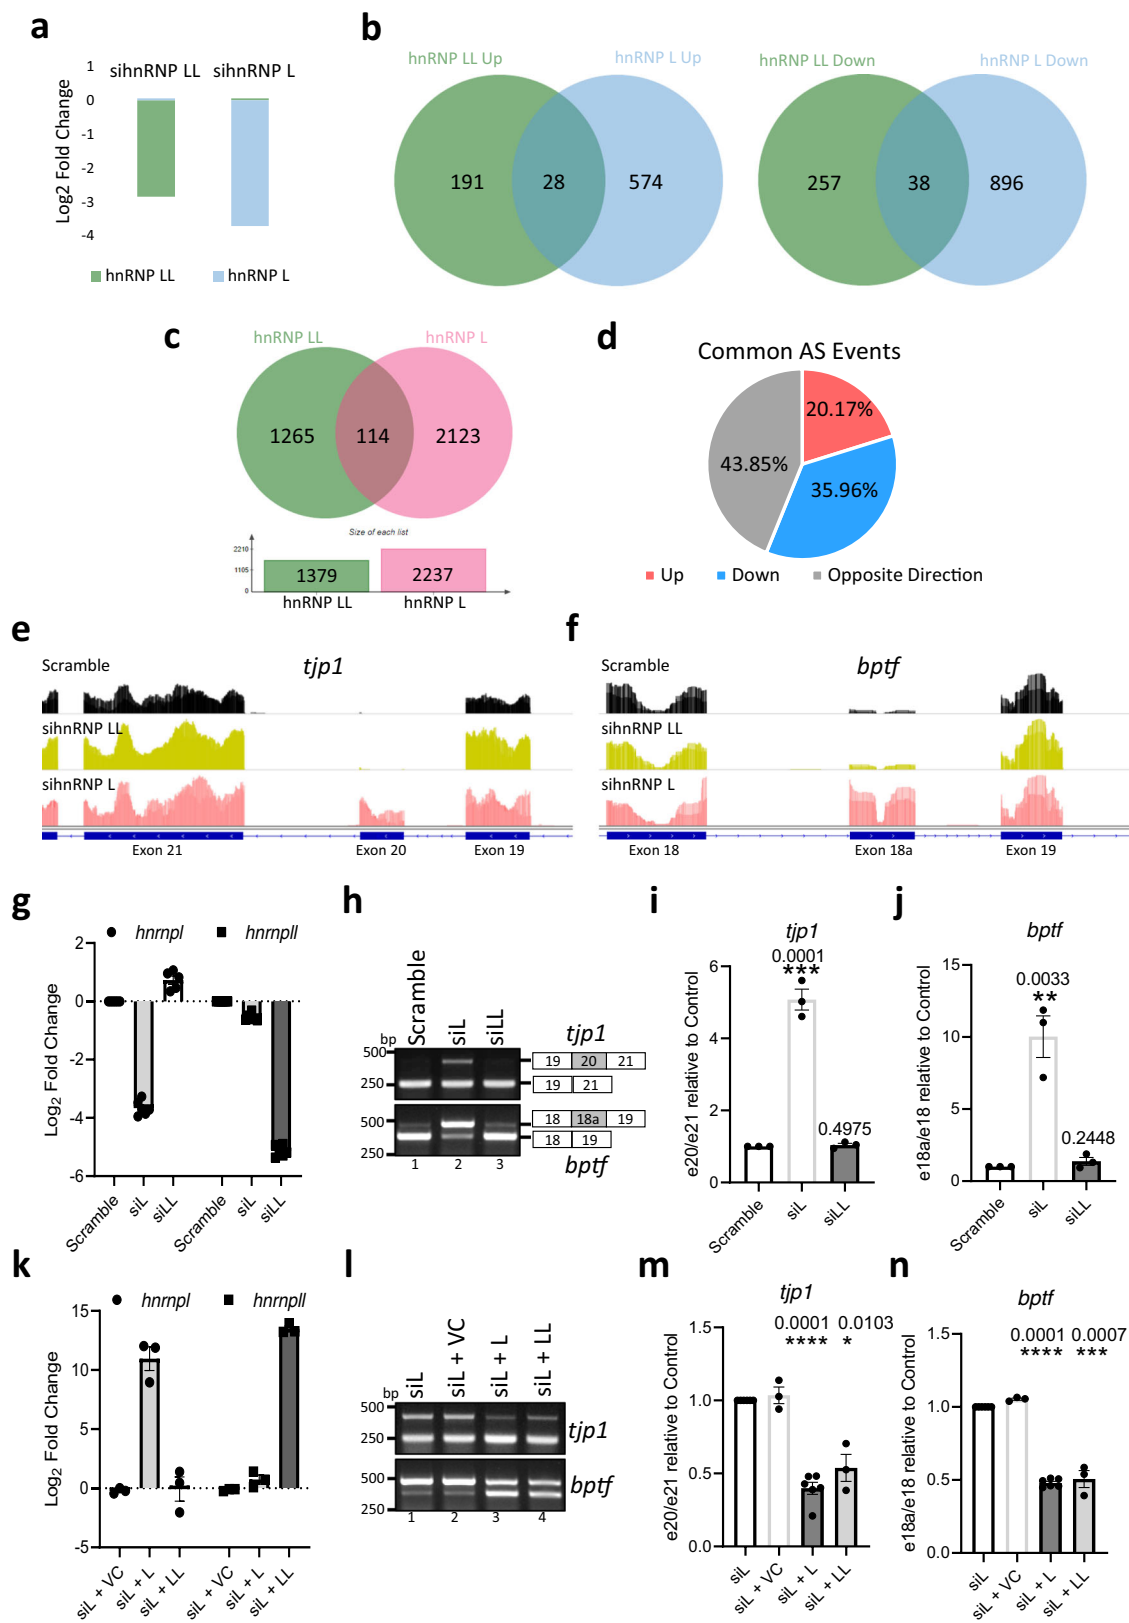 a
Log2 Fold Change
1
0
-1
-2
-3
-4
sihnRNP LL sihnRNP L
hnRNP LL hnRNP L
b
hnRNP LL Up hnRNP L Up
191 28 574
hnRNP LL Down hnRNP L Down
257 38 896
c
hnRNP LL hnRNP L
1265 114 2123
Size of each list
2210
1105
0
1379 2237
hnRNP LL hnRNP L
d
Common AS Events
20.17%
43.85%
35.96%
Up Down Opposite Direction
e
tjp1
Scramble
sihnRNP LL
sihnRNP L
Exon 21 Exon 20 Exon 19
f
bptf
Scramble
sihnRNP LL
sihnRNP L
Exon 18 Exon 18a Exon 19
g
hnrnpl hnrnpll
Log2 Fold Change
2
0
-2
-4
-6
Scramble siL siLL Scramble siL siLL
h
Scramble siL siLL
bp
500
250
500
250
tjp1
19 20 21
19 21
18 18a 19
18 19
bptf
1 2 3
i
tjp1
e20/e21 relative to Control
6
4
2
0
0.0001
***
0.4975
Scramble siL siLL
j
bptf
e18a/e18 relative to Control
15
10
5
0
0.0033
**
0.2448
Scramble siL siLL
k
hnrnpl hnrnpll
Log2 Fold Change
15
10
5
0
-5
siL + VC siL + L siL + LL siL + VC siL + L siL + LL
l
siL siL + VC siL + L siL + LL
bp
500
250
tjp1
500
250
bptf
1 2 3 4
m
tjp1
e20/e21 relative to Control
1.5
1.0
0.5
0.0
0.0001 0.0103
**** *
siL siL + VC siL + L siL + LL
n
bptf
e18a/e18 relative to Control
1.5
1.0
0.5
0.0
0.0001 0.0007
**** ***
siL siL + VC siL + L siL + LL